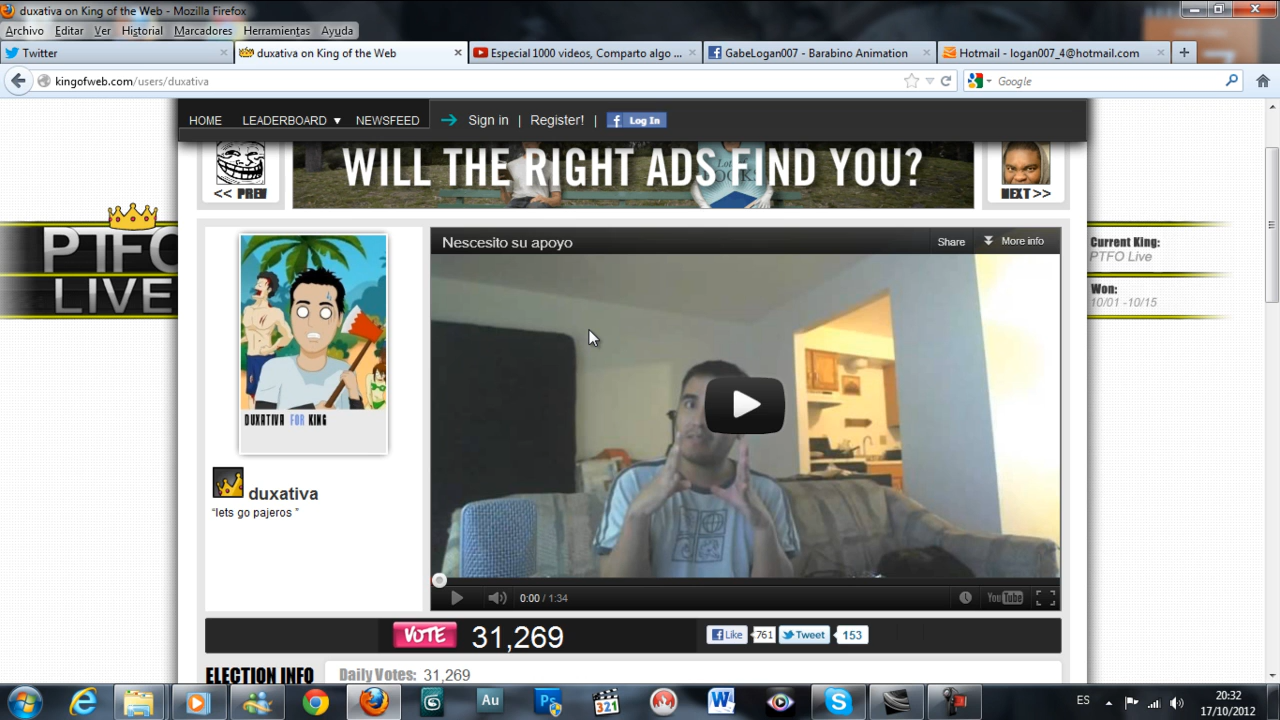 duxativa on King of the Web - Mozilla Firefox
Archivo Editar Ver Historial Marcadores Herramientas Ayuda
Twitter
duxativa on King of the Web
Especial 1000 videos, Comparto algo ...
GabeLogan007 - Barabino Animation
Hotmail - logan007_4@hotmail.com
kingofweb.com/users/duxativa
Google
HOME LEADERBOARD ▼ NEWSFEED Sign in | Register! | f Log In
WILL THE RIGHT ADS FIND YOU?
<< PREV
NEXT >>
PTFO
LIVE
Current King:
PTFO Live
Won:
10/01 -10/15
Nescesito su apoyo
Share
More info
DUXATIVA FOR KING
duxativa
“lets go pajeros ”
0:00 / 1:34
YouTube
VOTE 31,269
Like 761 Tweet 153
ELECTION INFO
Daily Votes: 31,269
Au
Ps
321
W
S
ES
20:32
17/10/2012